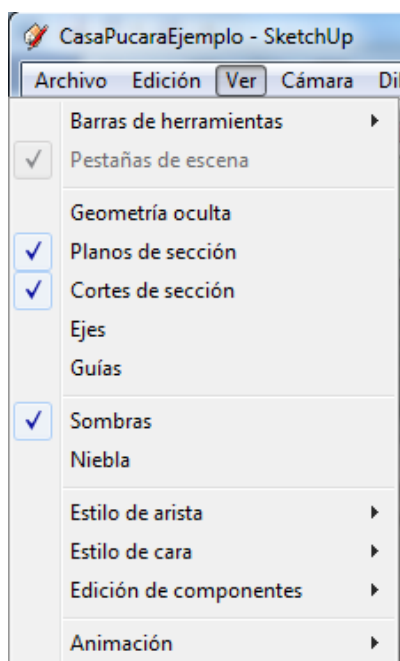 CasaPucaraEjemplo - SketchUp
Archivo Edición Ver Cámara
Barras de herramientas
Pestañas de escena
Geometría oculta
Planos de sección
Cortes de sección
Ejes
Guías
Sombras
Niebla
Estilo de arista
Estilo de cara
Edición de componentes
Animación